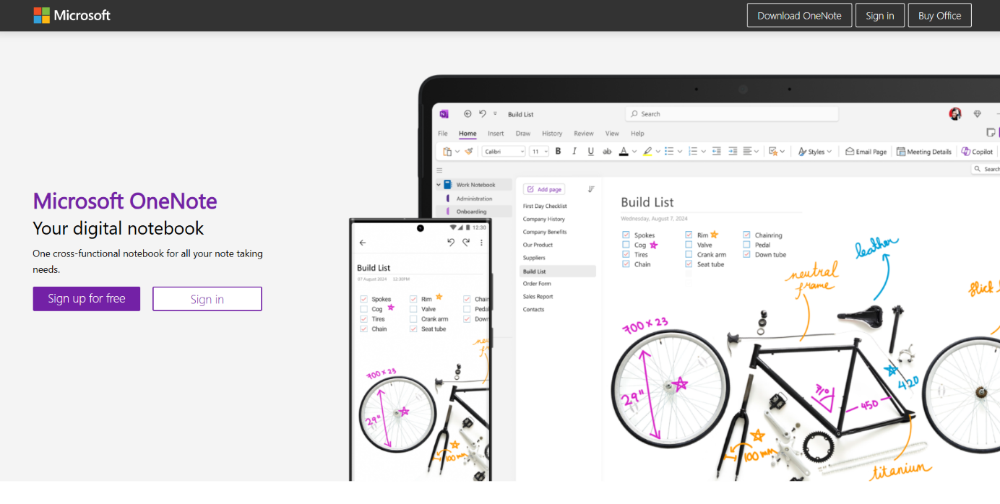 Microsoft
Download OneNote
Sign in
Buy Office
Microsoft OneNote
Your digital notebook
One cross-functional notebook for all your note taking
needs.
Sign up for free
Sign in
Build List
Search
File Home Insert Draw History Review View Help
Calibri 11 B I U ab A Styles Email Page Meeting Details Copilot
Search
Work Notebook
Administration
Onboarding
Add page
First Day Checklist
Company History
Company Benefits
Our Product
Suppliers
Build List
Order Form
Sales Report
Contacts
Build List
Wednesday, August 7, 2024
Spokes Rim Chainring
Cog Valve Pedal
Tires Crank arm Down tube
Chain Seat tube
leather
neutral
frame
700 x 23
29"
420
450
100 mm
titanium
12:30
Build List
07 August 2024 12:30PM
Spokes Rim Chain
Cog Valve Peda
Tires Crank arm Down
Chain Seat tube
700 x 23
29"
100 mm